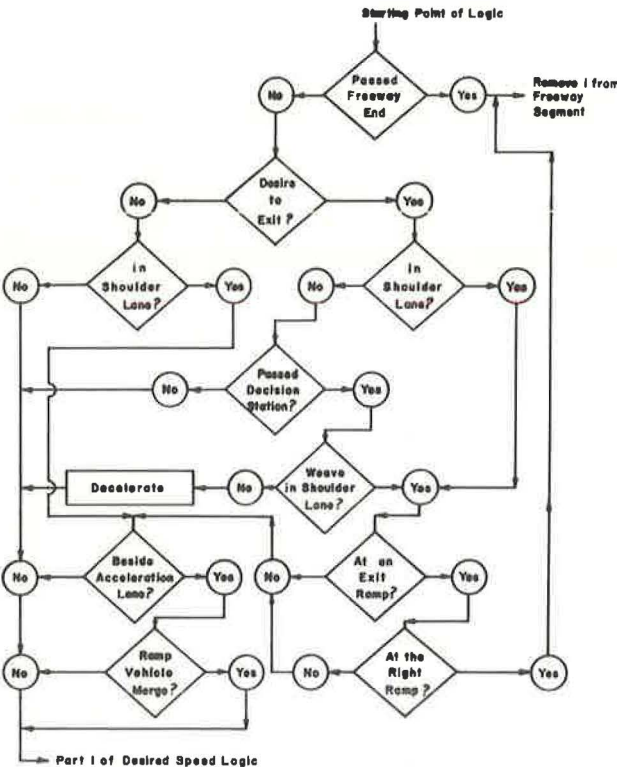 Starting Point of Logic
Passed
Freeway
End
No
Yes
Remove I from
Freeway
Segment
Desire
to
Exit?
No
Yes
In
Shoulder
Lane?
No
Yes
In
Shoulder
Lane?
No
Yes
Passed
Decision
Station?
No
Yes
Weave
in Shoulder
Lane?
No
Yes
Decelerate
Beside
Acceleration
Lane?
No
Yes
At an
Exit
Ramp?
No
Yes
Ramp
Vehicle
Merge?
No
Yes
At the
Right
Ramp?
No
Yes
Part I of Desired Speed Logic